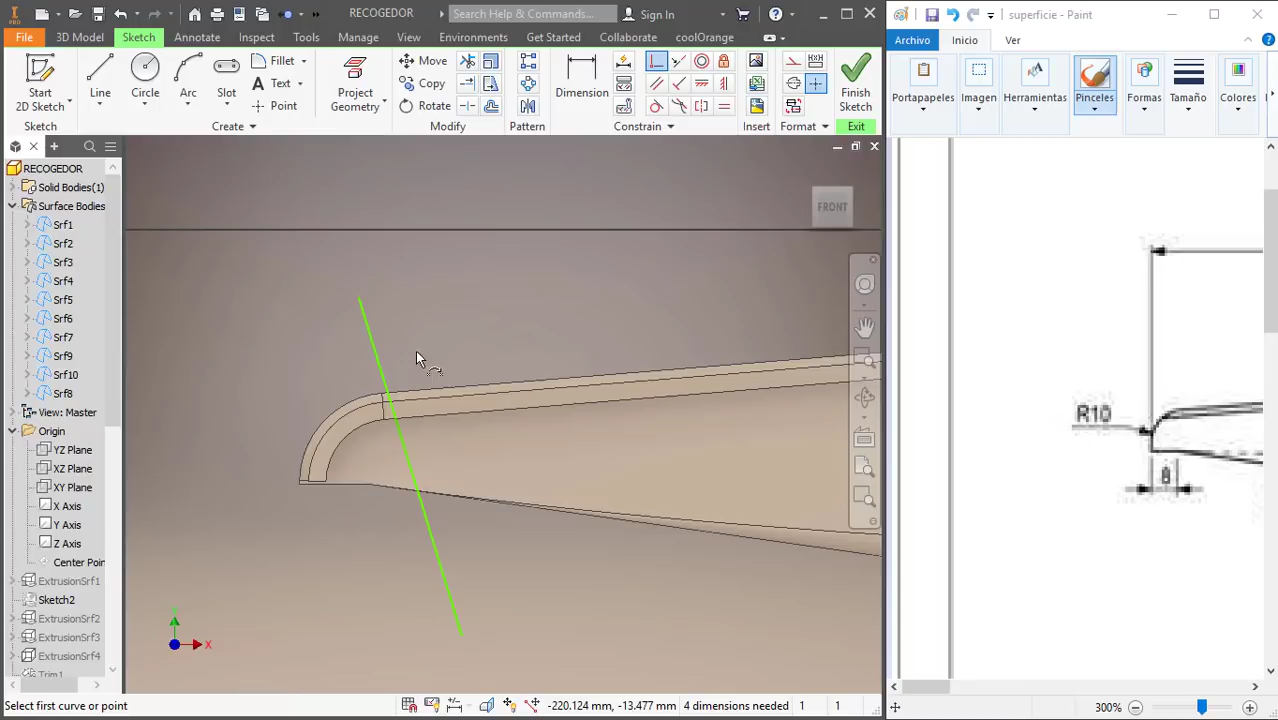 RECOGEDOR
Search Help & Commands...
Sign In
File
3D Model
Sketch
Annotate
Inspect
Tools
Manage
View
Environments
Get Started
Collaborate
coolOrange
Start
2D Sketch
Line
Circle
Arc
Slot
Fillet
Text
Point
Project
Geometry
Move
Copy
Rotate
Dimension
Finish
Sketch
Sketch
Create
Modify
Pattern
Constrain
Insert
Format
Exit
RECOGEDOR
Solid Bodies(1)
Surface Bodies
Srf1
Srf2
Srf3
Srf4
Srf5
Srf6
Srf7
Srf9
Srf10
Srf8
View: Master
Origin
YZ Plane
XZ Plane
XY Plane
X Axis
Y Axis
Z Axis
Center Poin
ExtrusionSrf1
Sketch2
ExtrusionSrf2
ExtrusionSrf3
ExtrusionSrf4
Trim1
FRONT
Y
X
Select first curve or point
-220.124 mm, -13.477 mm
4 dimensions needed
1
1
superficie - Paint
Archivo
Inicio
Ver
Portapapeles
Imagen
Herramientas
Pinceles
Formas
Tamaño
Colores
R10
8
300%